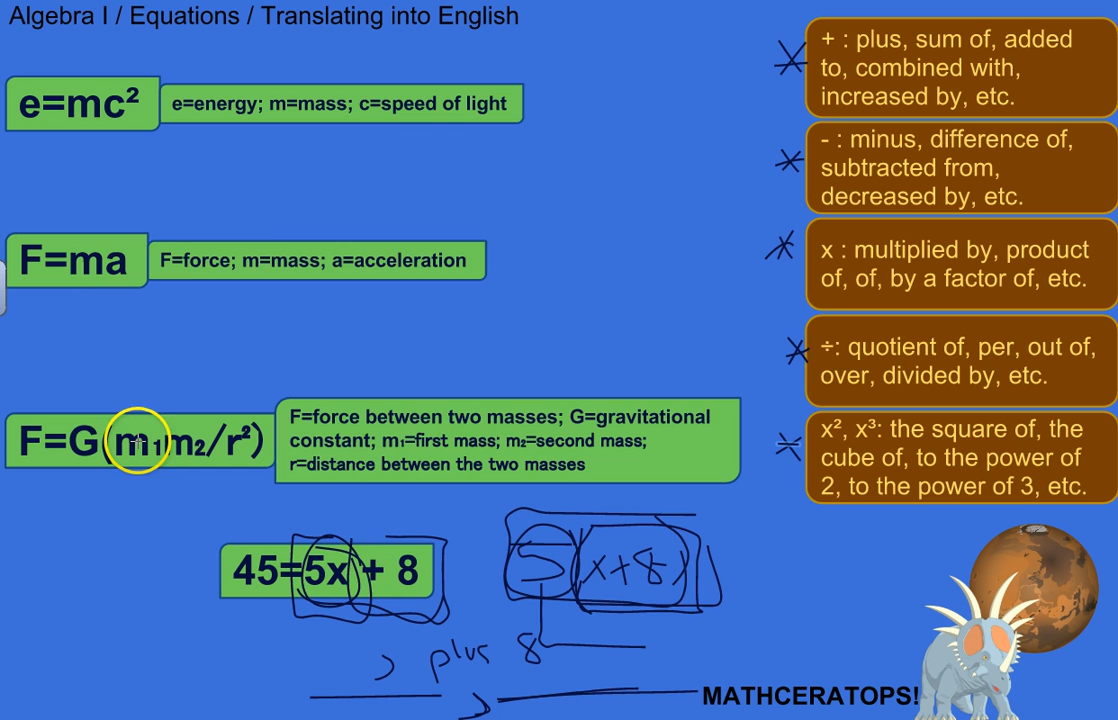 Algebra I / Equations / Translating into English
e=mc²
e=energy; m=mass; c=speed of light
F=ma
F=force; m=mass; a=acceleration
F=G(m₁m₂/r²)
F=force between two masses; G=gravitational
constant; m₁=first mass; m₂=second mass;
r=distance between the two masses
45=5x + 8
5(x+8)
, plus 8
,
+ : plus, sum of, added
to, combined with,
increased by, etc.
- : minus, difference of,
subtracted from,
decreased by, etc.
x : multiplied by, product
of, of, by a factor of, etc.
÷: quotient of, per, out of,
over, divided by, etc.
x², x³: the square of, the
cube of, to the power of
2, to the power of 3, etc.
MATHCERATOPS!